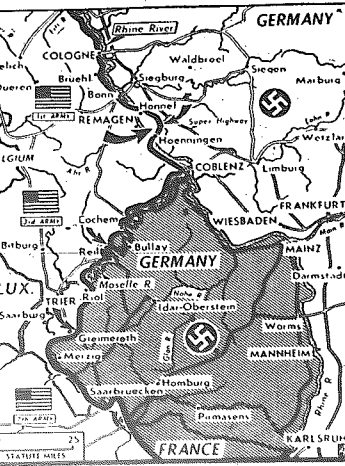 Rhine River
GERMANY
COLOGNE
Waldbroel
Siegburg
Siegen
Bruehl
Marburg
Bonn
Honnef
1st ARMY
REMAGEN
Super Highway
Lahn R
Hoenningen
Wetzlar
LGIUM
Ahr R
COBLENZ
Limburg
3rd ARMY
Cochem
WIESBADEN
FRANKFURT
Main R
Bitburg
Reil
Bullay
MAINZ
GERMANY
Darmstadt
LUX.
Moselle R
Nahe R
TRIER
Riol
Idar-Oberstein
Saarburg
Greimerath
Glan R
Worms
Merzig
MANNHEIM
Homburg
Saarbruecken
Rhine R
7th ARMY
Pirmasens
25
STATUTE MILES
FRANCE
KARLSRUH